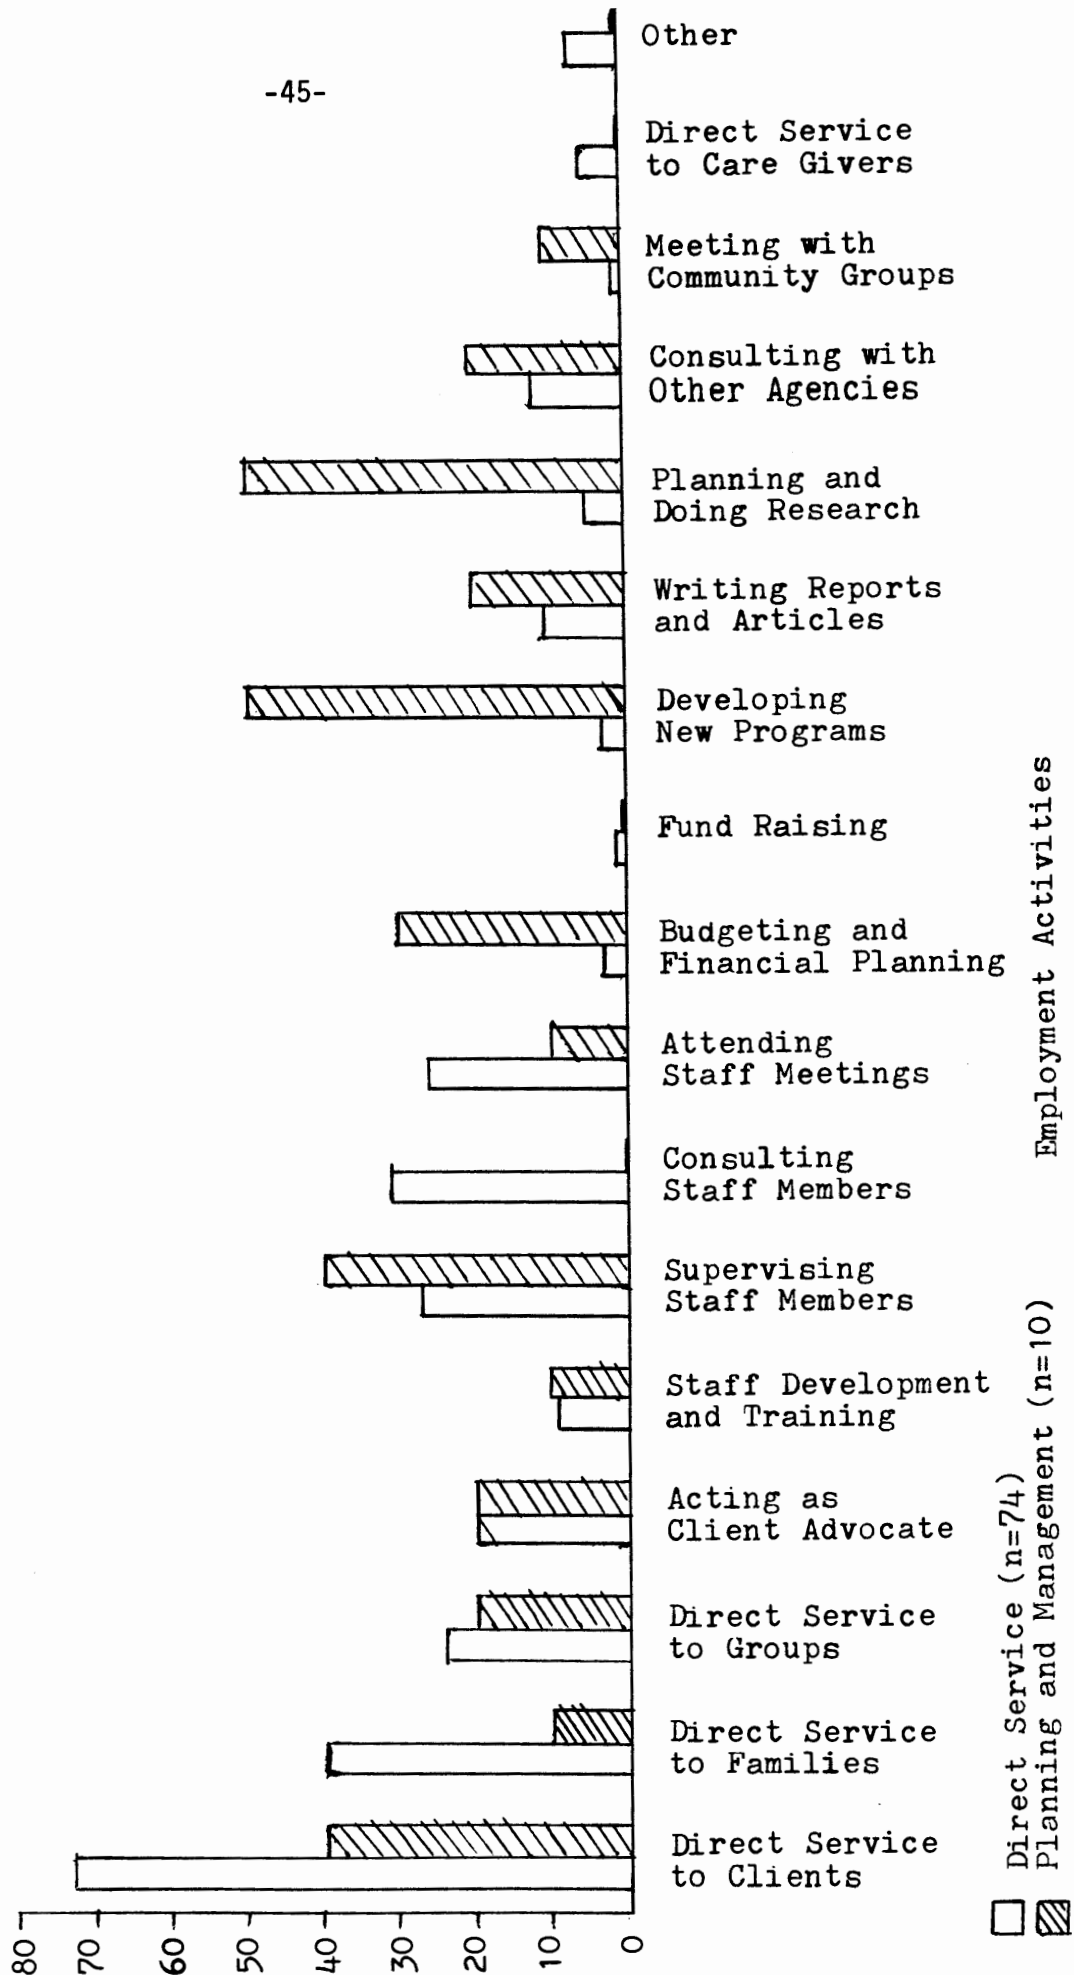 -45-
Other
Direct Service
to Care Givers
Meeting with
Community Groups
Consulting with
Other Agencies
Planning and
Doing Research
Writing Reports
and Articles
Developing
New Programs
Fund Raising
Budgeting and
Financial Planning
Attending
Staff Meetings
Consulting
Staff Members
Supervising
Staff Members
Staff Development
and Training
Acting as
Client Advocate
Direct Service
to Groups
Direct Service
to Families
Direct Service
to Clients
80
70
60
50
40
30
20
10
0
Employment Activities
Direct Service (n=74)
Planning and Management (n=10)